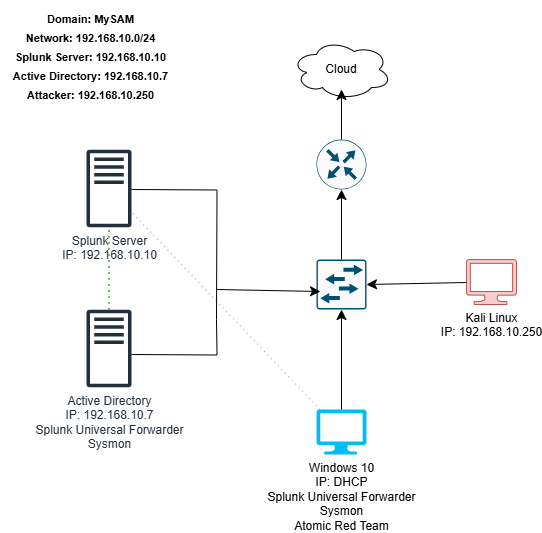 Domain: MySAM
Network: 192.168.10.0/24
Splunk Server: 192.168.10.10
Active Directory: 192.168.10.7
Attacker: 192.168.10.250
Cloud
Splunk Server
IP: 192.168.10.10
Kali Linux
IP: 192.168.10.250
Active Directory
IP: 192.168.10.7
Splunk Universal Forwarder
Sysmon
Windows 10
IP: DHCP
Splunk Universal Forwarder
Sysmon
Atomic Red Team